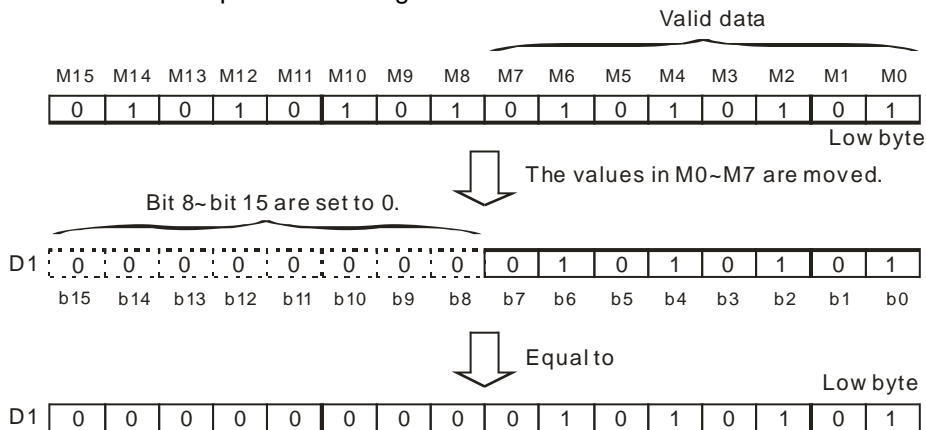 Valid data
M15 M14 M13 M12 M11 M10 M9 M8 M7 M6 M5 M4 M3 M2 M1 M0
0 1 0 1 0 1 0 1 0 1 0 1 0 1 0 1
Low byte
The values in M0~M7 are moved.
Bit 8~bit 15 are set to 0.
D1 0 0 0 0 0 0 0 0 0 1 0 1 0 1 0 1
b15 b14 b13 b12 b11 b10 b9 b8 b7 b6 b5 b4 b3 b2 b1 b0
Equal to
Low byte
D1 0 0 0 0 0 0 0 0 0 1 0 1 0 1 0 1